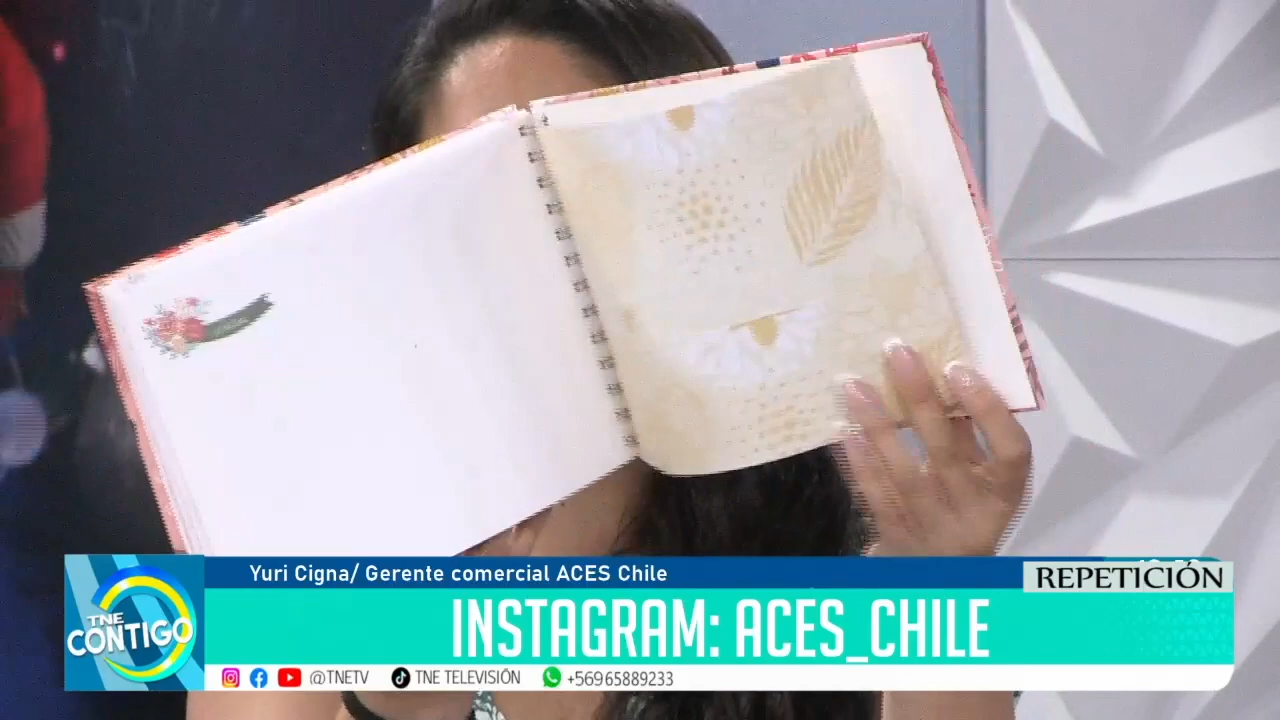 Yuri Cigna/ Gerente comercial ACES Chile
REPETICIÓN
TNE
CONTIGO
INSTAGRAM: ACES_CHILE
@TNETV
TNE TELEVISIÓN
+56965889233